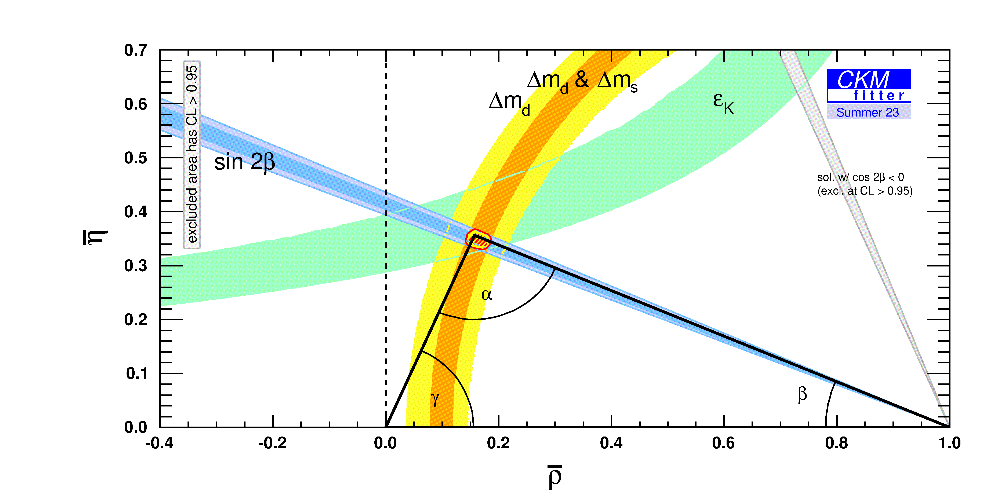 0.7
0.6
0.5
0.4
0.3
0.2
0.1
0.0
-0.4
-0.2
0.0
0.2
0.4
0.6
0.8
1.0
η̅
ρ̅
excluded area has CL > 0.95
sin 2β
Δm_d
Δm_d & Δm_s
ε_K
CKM
fitter
Summer 23
sol. w/ cos 2β < 0
(excl. at CL > 0.95)
α
γ
β